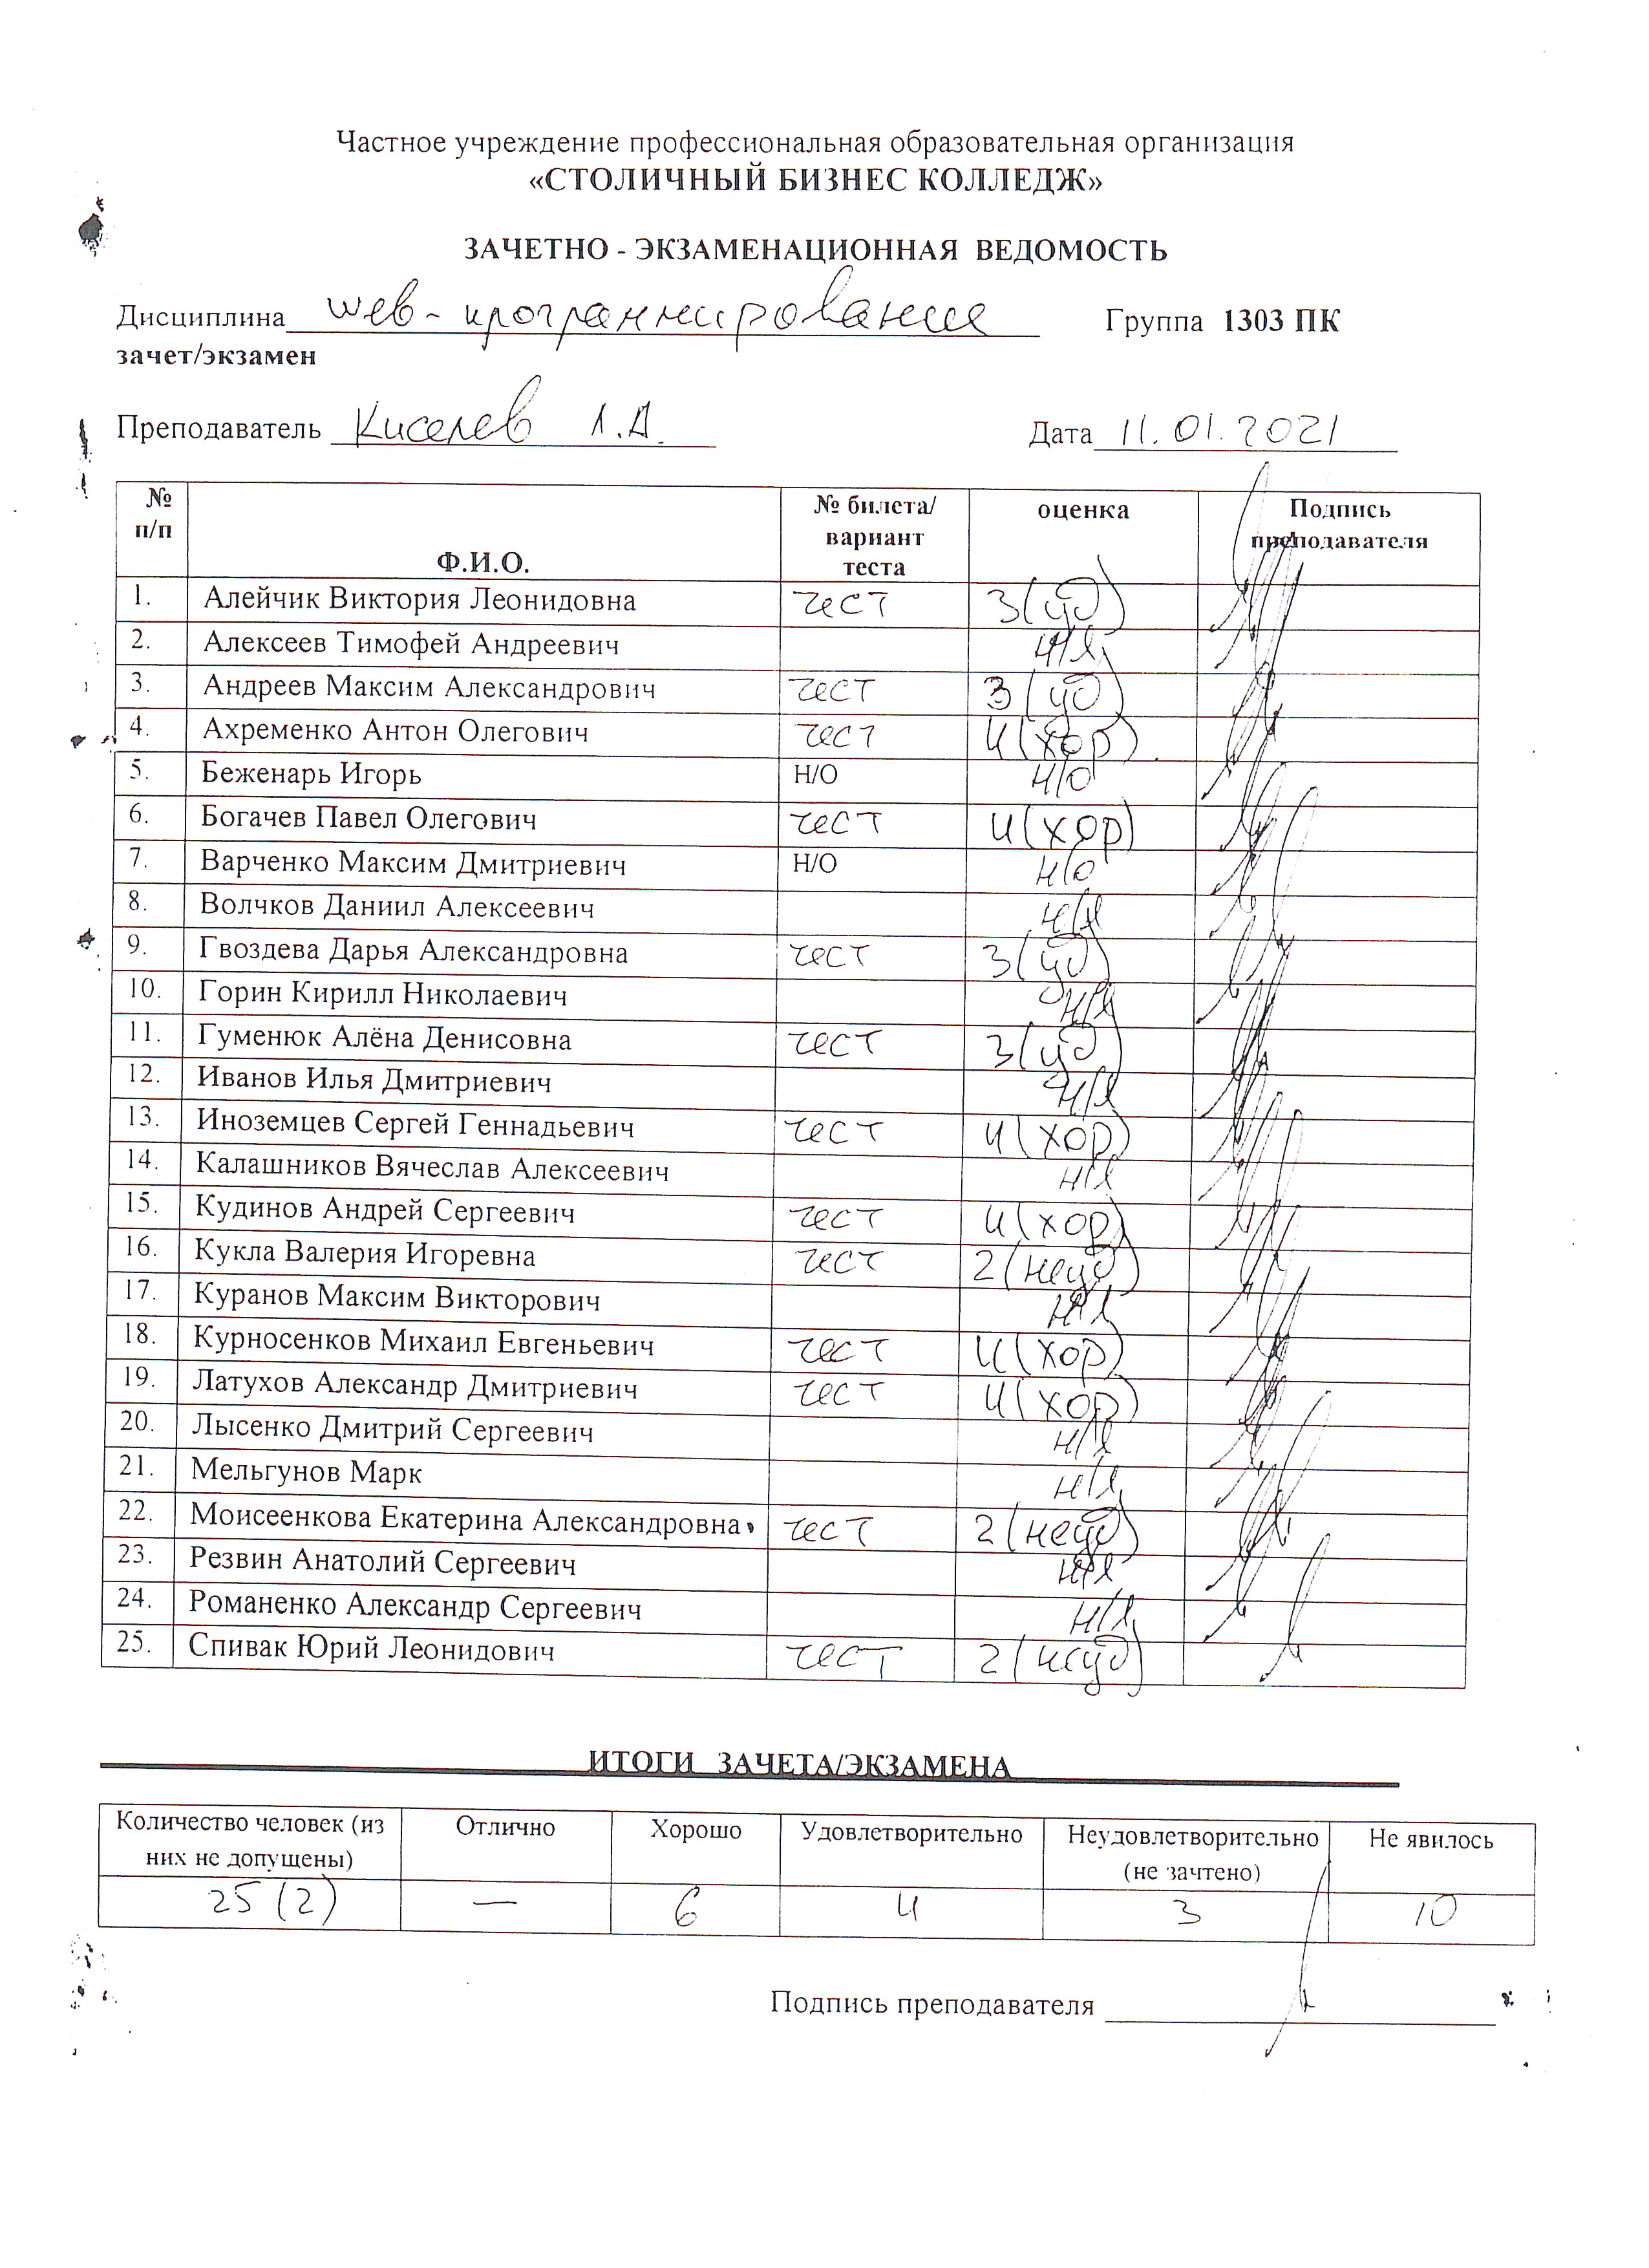 Частное учреждение профессиональная образовательная организация
«СТОЛИЧНЫЙ БИЗНЕС КОЛЛЕДЖ»
ЗАЧЕТНО - ЭКЗАМЕНАЦИОННАЯ ВЕДОМОСТЬ
Дисциплина web-программирование Группа 1303 ПК
зачет/экзамен
Преподаватель Киселев Л.А. Дата 11.01.2021
№ п/п Ф.И.О. № билета/ вариант теста оценка Подпись преподавателя
1. Алейчик Виктория Леонидовна тест 3(уд)
2. Алексеев Тимофей Андреевич н/я
3. Андреев Максим Александрович тест 3(уд)
4. Ахременко Антон Олегович тест 4(хор)
5. Беженарь Игорь Н/О н/о
6. Богачев Павел Олегович тест 4(хор)
7. Варченко Максим Дмитриевич Н/О н/о
8. Волчков Даниил Алексеевич н/я
9. Гвоздева Дарья Александровна тест 3(уд)
10. Горин Кирилл Николаевич н/я
11. Гуменюк Алёна Денисовна тест 3(уд)
12. Иванов Илья Дмитриевич н/я
13. Иноземцев Сергей Геннадьевич тест 4(хор)
14. Калашников Вячеслав Алексеевич н/я
15. Кудинов Андрей Сергеевич тест 4(хор)
16. Кукла Валерия Игоревна тест 2(неуд)
17. Куранов Максим Викторович н/я
18. Курносенков Михаил Евгеньевич тест 4(хор)
19. Латухов Александр Дмитриевич тест 4(хор)
20. Лысенко Дмитрий Сергеевич н/я
21. Мельгунов Марк н/я
22. Моисеенкова Екатерина Александровна тест 2(неуд)
23. Резвин Анатолий Сергеевич н/я
24. Романенко Александр Сергеевич н/я
25. Спивак Юрий Леонидович тест 2(неуд)
ИТОГИ ЗАЧЕТА/ЭКЗАМЕНА
Количество человек (из них не допущены) Отлично Хорошо Удовлетворительно Неудовлетворительно (не зачтено) Не явилось
25 (2) — 6 4 3 10
Подпись преподавателя